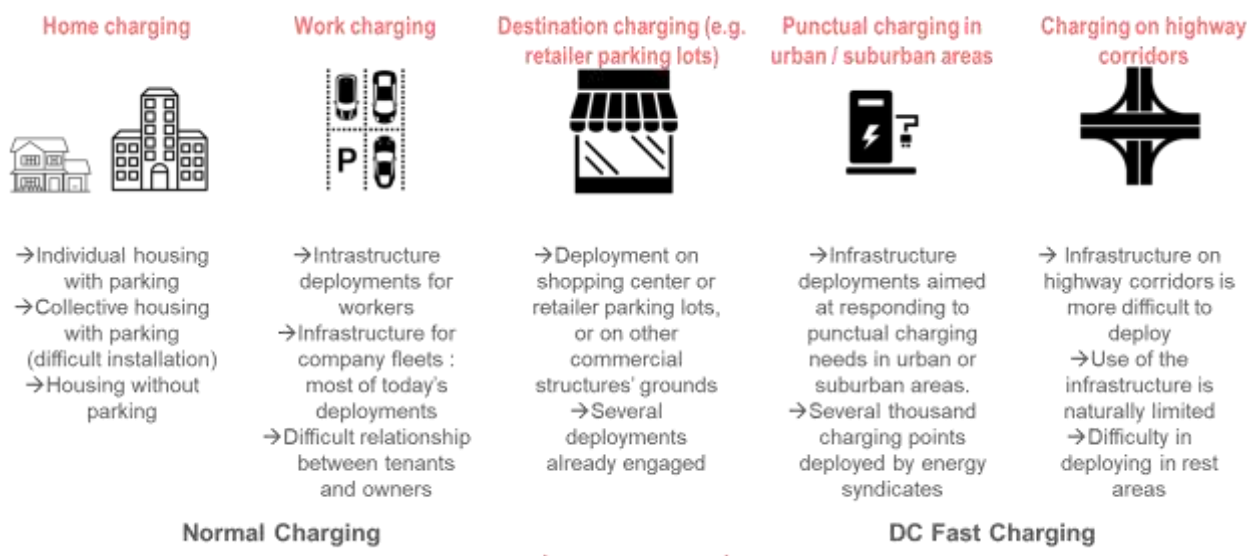 Home charging
Individual housing
with parking
Collective housing
with parking
(difficult installation)
Housing without
parking
Work charging
P
Intrastructure
deployments for
workers
Infrastructure for
company fleets :
most of today's
deployments
Difficult relationship
between tenants
and owners
Destination charging (e.g.
retailer parking lots)
Deployment on
shopping center or
retailer parking lots,
or on other
commercial
structures' grounds
Several
deployments
already engaged
Punctual charging in
urban / suburban areas
Infrastructure
deployments aimed
at responding to
punctual charging
needs in urban or
suburban areas.
Several thousand
charging points
deployed by energy
syndicates
Charging on highway
corridors
Infrastructure on
highway corridors is
more difficult to
deploy
Use of the
infrastructure is
naturally limited
Difficulty in
deploying in rest
areas
Normal Charging
DC Fast Charging